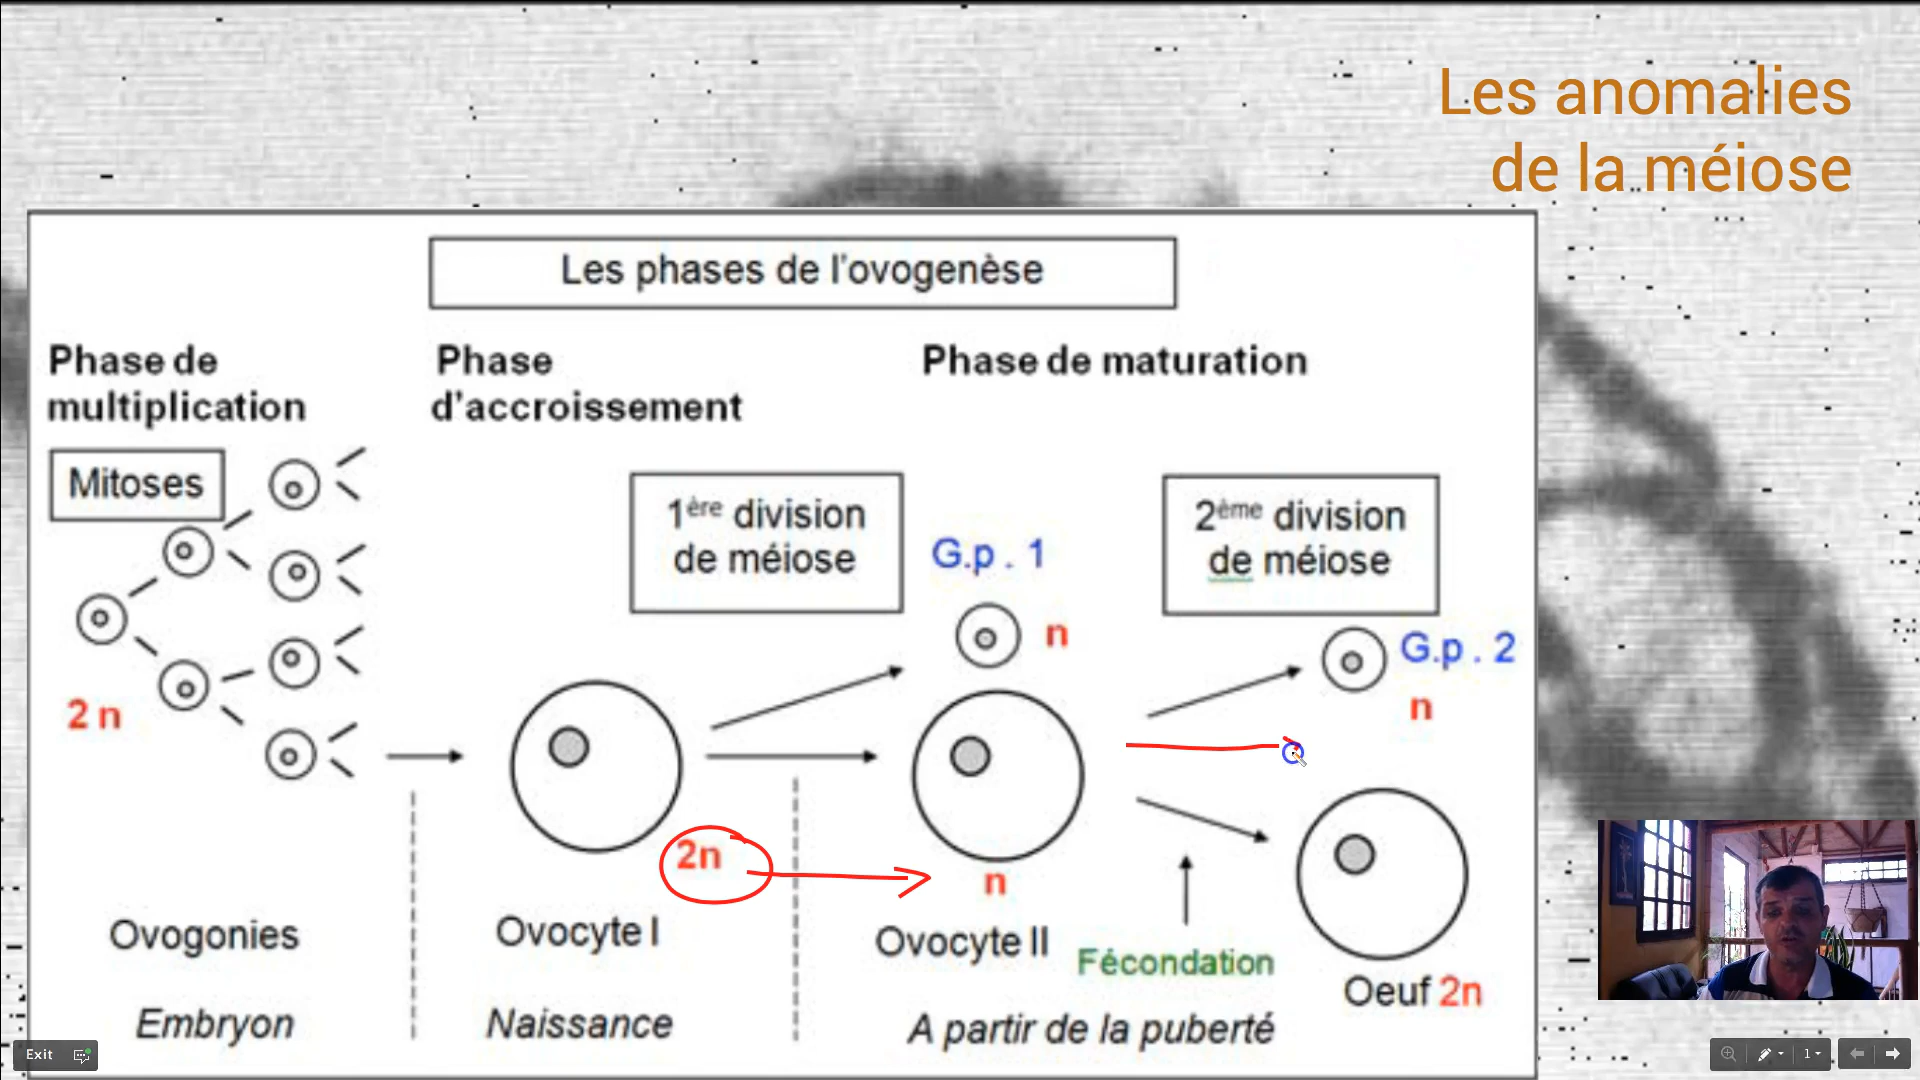 Les anomalies
de la méiose
Les phases de l'ovogenèse
Phase de
multiplication
Phase
d'accroissement
Phase de maturation
Mitoses
1ère division
de méiose
G.p . 1
n
2ème division
de méiose
G.p . 2
n
2 n
2n
n
Ovogonies
Ovocyte I
Ovocyte II
Fécondation
Oeuf 2n
Embryon
Naissance
A partir de la puberté
Exit
1